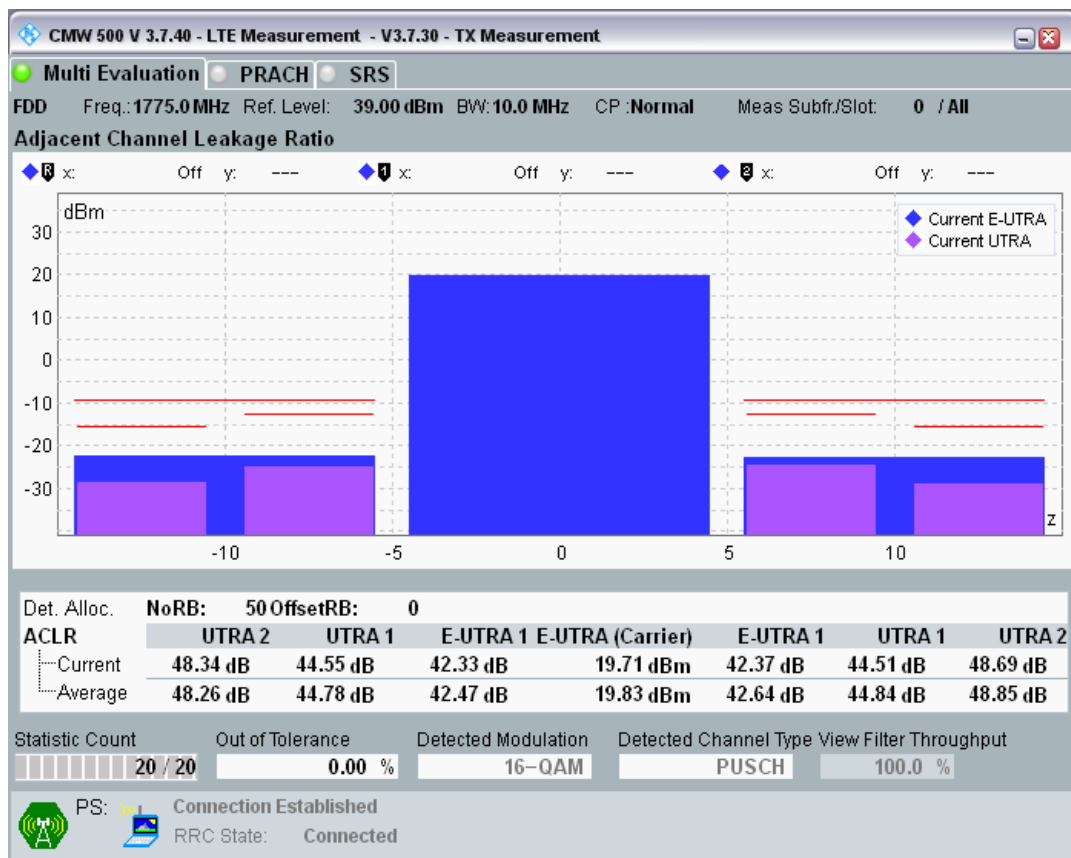 CMW 500 V 3.7.40 - LTE Measurement - V3.7.30 - TX Measurement
Multi Evaluation PRACH SRS
FDD Freq.:1775.0 MHz Ref. Level: 39.00 dBm BW:10.0 MHz CP :Normal Meas Subfr./Slot: 0 / All
Adjacent Channel Leakage Ratio
R x: Off y: --- 1 x: Off y: --- 2 x: Off y: ---
dBm
Current E-UTRA
Current UTRA
30
20
10
0
-10
-20
-30
z
-10 -5 0 5 10
Det. Alloc. NoRB: 50 OffsetRB: 0
ACLR UTRA 2 UTRA 1 E-UTRA 1 E-UTRA (Carrier) E-UTRA 1 UTRA 1 UTRA 2
Current 48.34 dB 44.55 dB 42.33 dB 19.71 dBm 42.37 dB 44.51 dB 48.69 dB
Average 48.26 dB 44.78 dB 42.47 dB 19.83 dBm 42.64 dB 44.84 dB 48.85 dB
Statistic Count Out of Tolerance Detected Modulation Detected Channel Type View Filter Throughput
20 / 20 0.00 % 16-QAM PUSCH 100.0 %
PS: Connection Established
RRC State: Connected